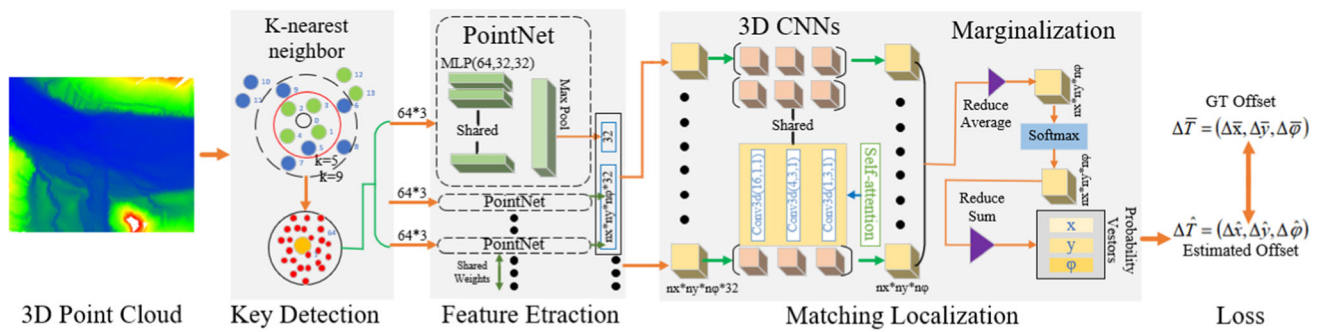 K-nearest
neighbor
10
12
11
9
13
2
3
6
0
1
4
5
8
7
k=5
k=9
64
64*3
64*3
64*3
PointNet
MLP(64,32,32)
Shared
Max Pool
32
nx*ny*nφ*32
PointNet
PointNet
Shared
Weights
3D CNNs
Shared
Conv3d(16,1,1)
Conv3d(4,3,1)
Conv3d(1,3,1)
Self-attention
nx*ny*nφ*32
nx*ny*nφ
Marginalization
Reduce
Average
nx*ny*nφ
Softmax
nx*ny*nφ
Reduce
Sum
x
y
φ
Probability
Vestors
GT Offset
ΔT̅ = (Δx̅, Δy̅, Δφ̅)
ΔT̂ = (Δx̂, Δŷ, Δφ̂)
Estimated Offset
3D Point Cloud
Key Detection
Feature Etraction
Matching Localization
Loss